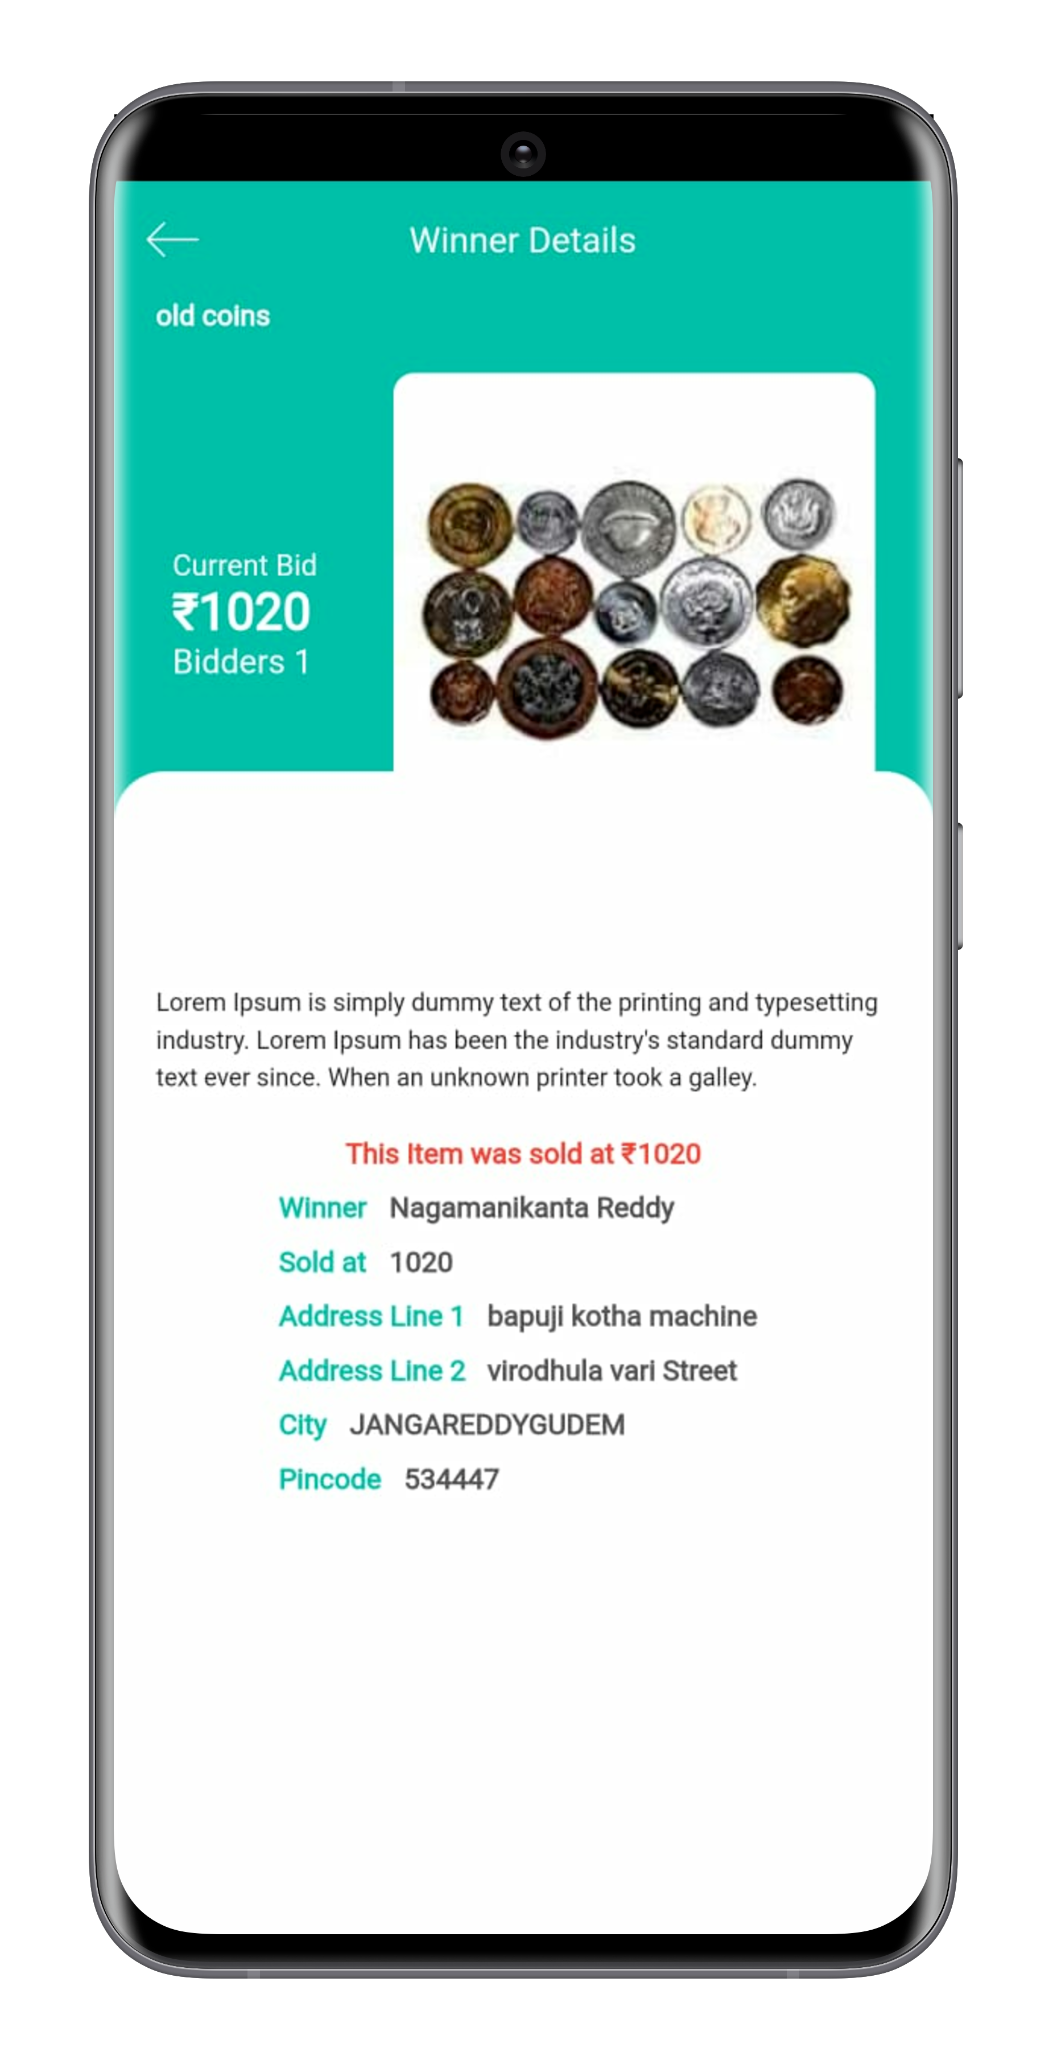 Winner Details
old coins
Current Bid
₹1020
Bidders 1
Lorem Ipsum is simply dummy text of the printing and typesetting
industry. Lorem Ipsum has been the industry's standard dummy
text ever since. When an unknown printer took a galley.
This Item was sold at ₹1020
Winner Nagamanikanta Reddy
Sold at 1020
Address Line 1 bapuji kotha machine
Address Line 2 virodhula vari Street
City JANGAREDDYGUDEM
Pincode 534447